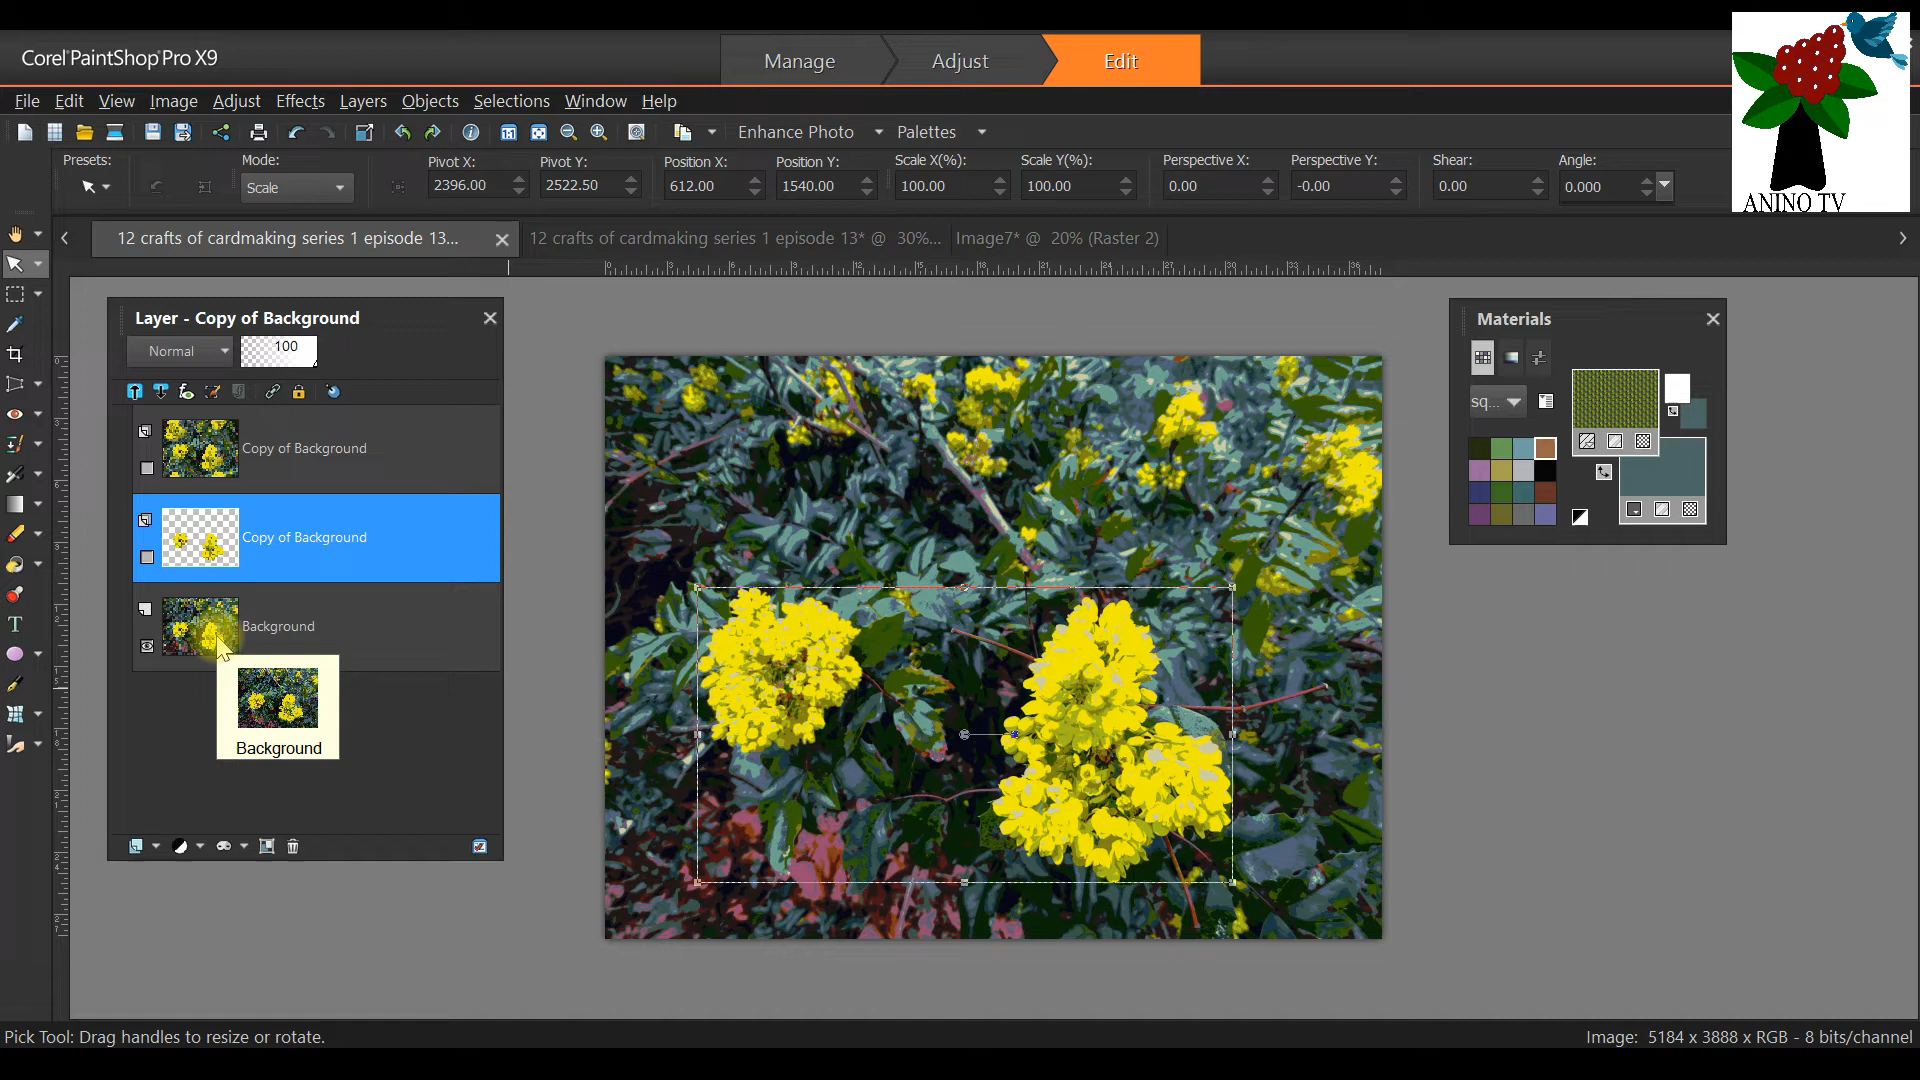 Corel PaintShop Pro X9
Manage
Adjust
Edit
File Edit View Image Adjust Effects Layers Objects Selections Window Help
Enhance Photo
Palettes
Presets:
Mode:
Scale
Pivot X:
2396.00
Pivot Y:
2522.50
Position X:
612.00
Position Y:
1540.00
Scale X(%):
100.00
Scale Y(%):
100.00
Perspective X:
0.00
Perspective Y:
-0.00
Shear:
0.00
Angle:
0.000
ANINO TV
12 crafts of cardmaking series 1 episode 13...
12 crafts of cardmaking series 1 episode 13* @ 30%...
Image7* @ 20% (Raster 2)
Layer - Copy of Background
Normal
100
Copy of Background
Copy of Background
Background
Background
Materials
sq...
Pick Tool: Drag handles to resize or rotate.
Image: 5184 x 3888 x RGB - 8 bits/channel